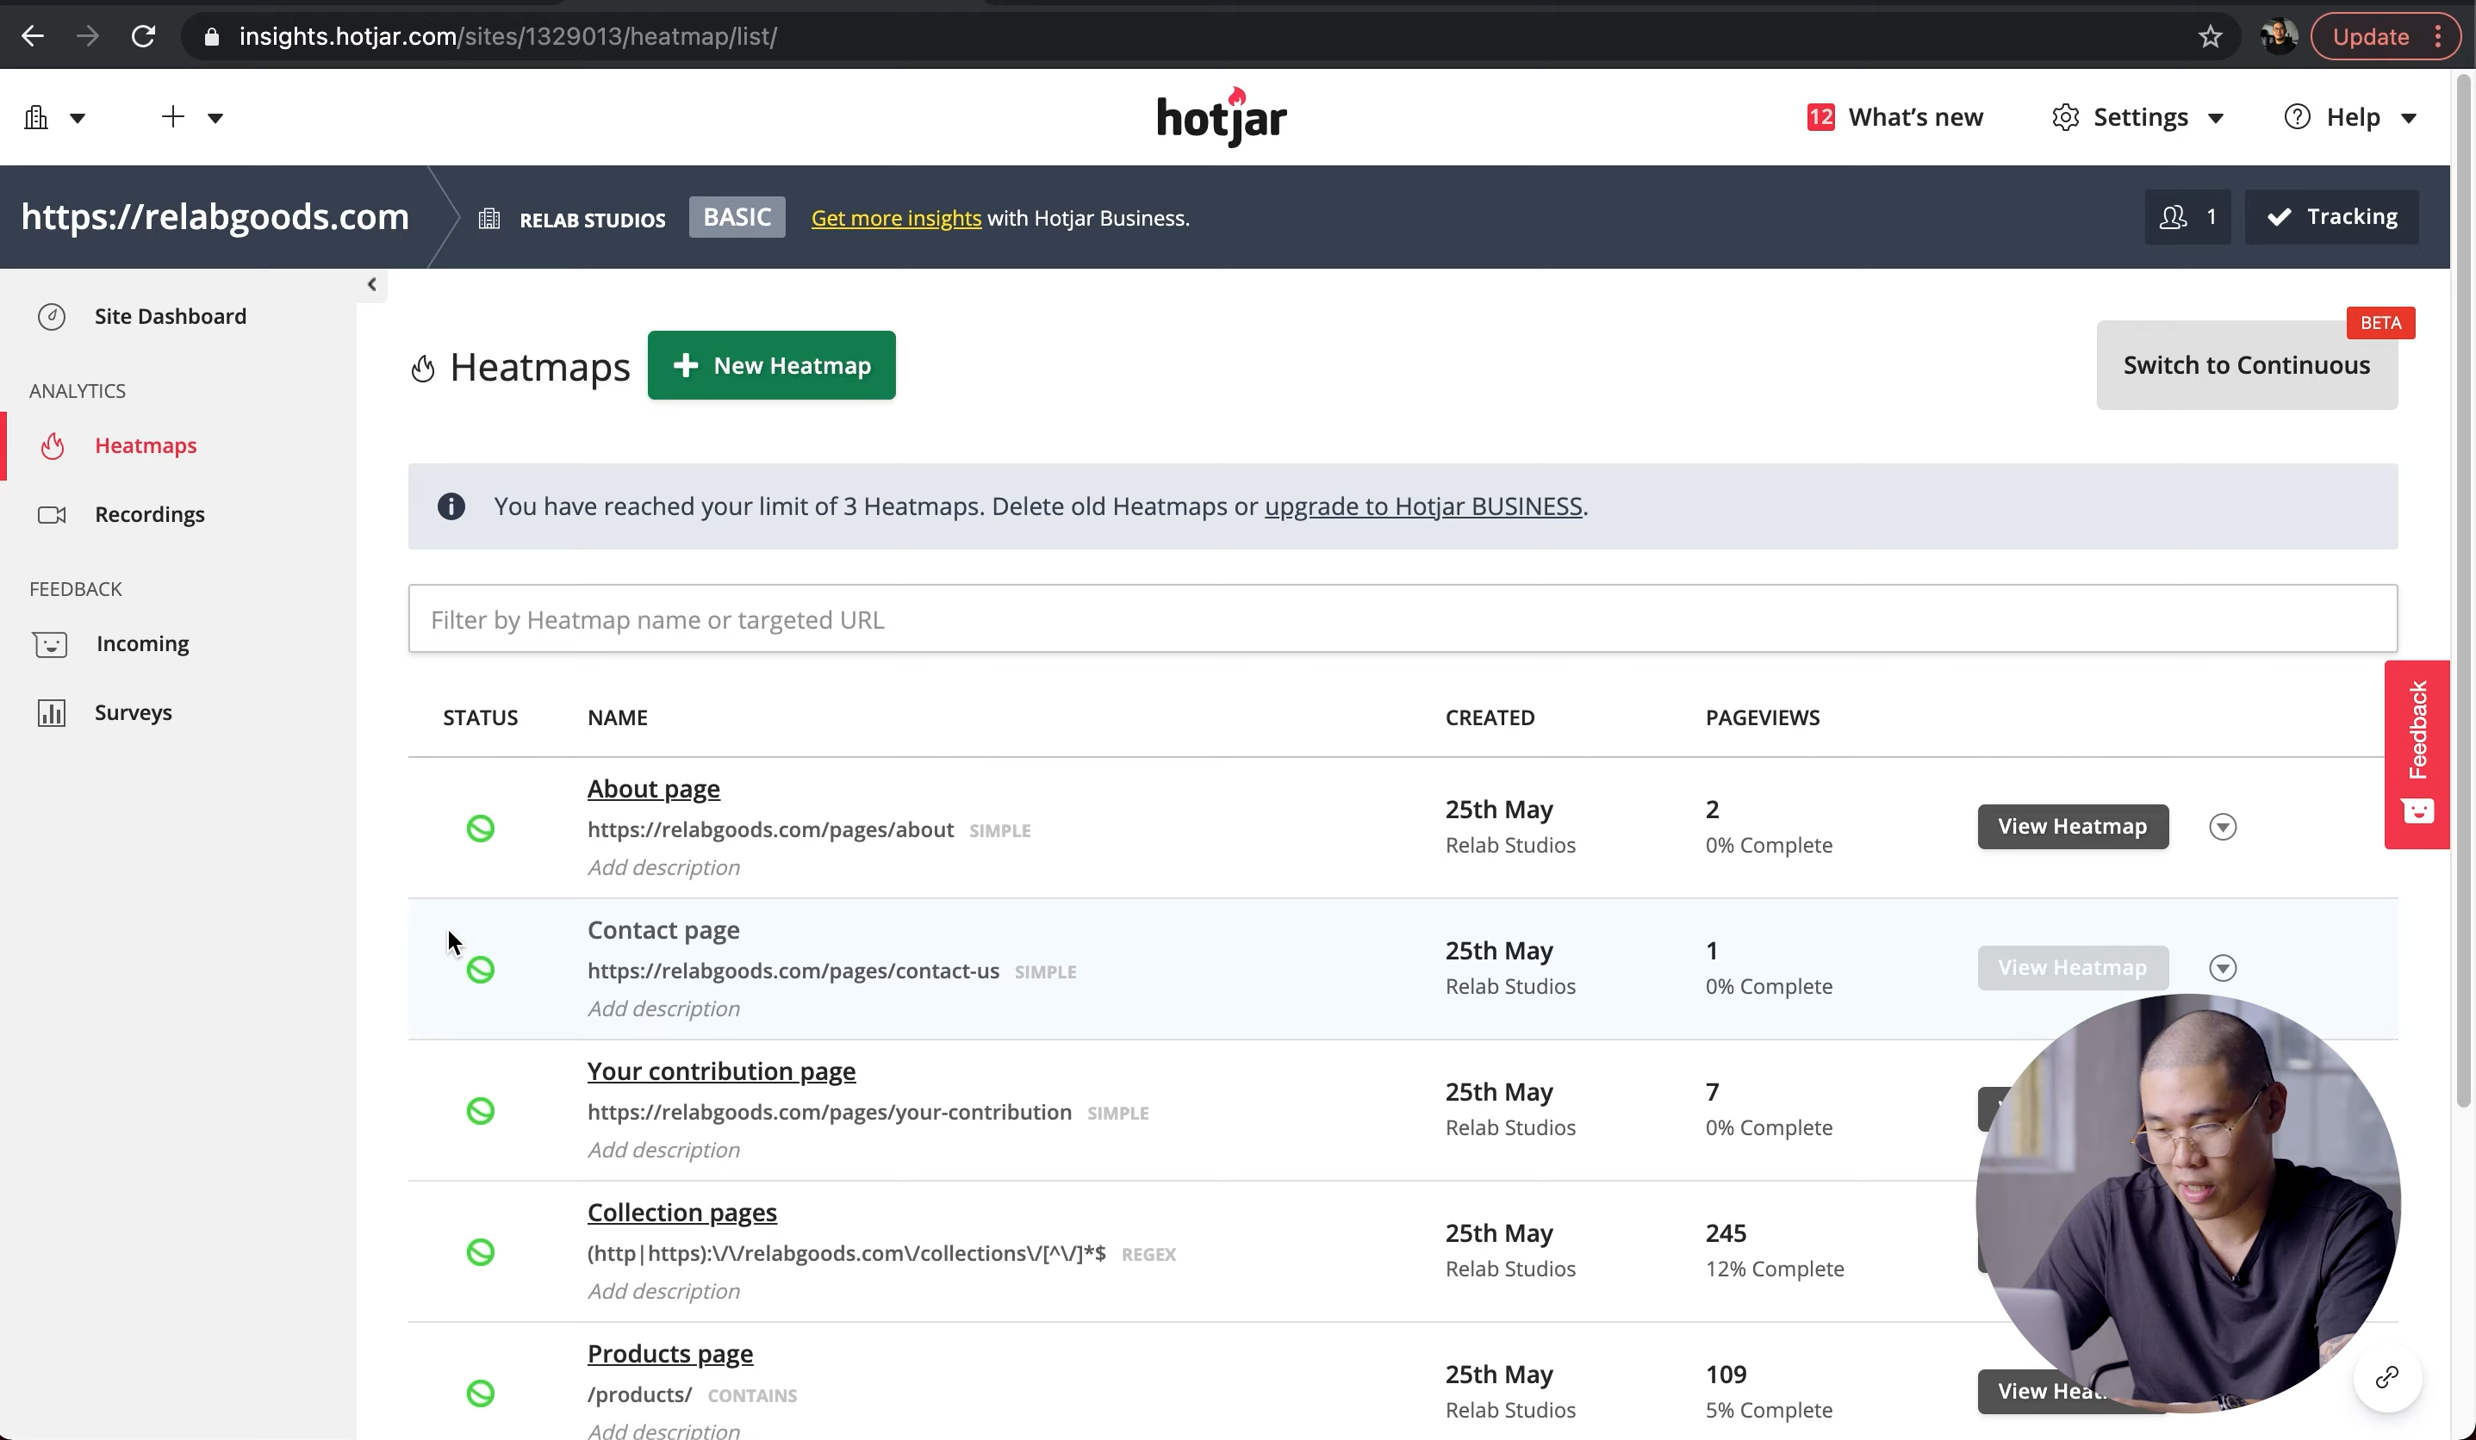 insights.hotjar.com/sites/1329013/heatmap/list/
Update
hotjar
12 What's new
Settings
Help
https://relabgoods.com
RELAB STUDIOS
BASIC
Get more insights with Hotjar Business.
1
Tracking
Site Dashboard
ANALYTICS
Heatmaps
Recordings
FEEDBACK
Incoming
Surveys
Heatmaps
+ New Heatmap
BETA
Switch to Continuous
You have reached your limit of 3 Heatmaps. Delete old Heatmaps or upgrade to Hotjar BUSINESS.
Filter by Heatmap name or targeted URL
Feedback
STATUS NAME CREATED PAGEVIEWS
About page
https://relabgoods.com/pages/about SIMPLE
Add description
25th May
Relab Studios
2
0% Complete
View Heatmap
Contact page
https://relabgoods.com/pages/contact-us SIMPLE
Add description
25th May
Relab Studios
1
0% Complete
View Heatmap
Your contribution page
https://relabgoods.com/pages/your-contribution SIMPLE
Add description
25th May
Relab Studios
7
0% Complete
Collection pages
(http|https):\/\/relabgoods.com\/collections\/[^\/]*$ REGEX
Add description
25th May
Relab Studios
245
12% Complete
Products page
/products/ CONTAINS
Add description
25th May
Relab Studios
109
5% Complete
View